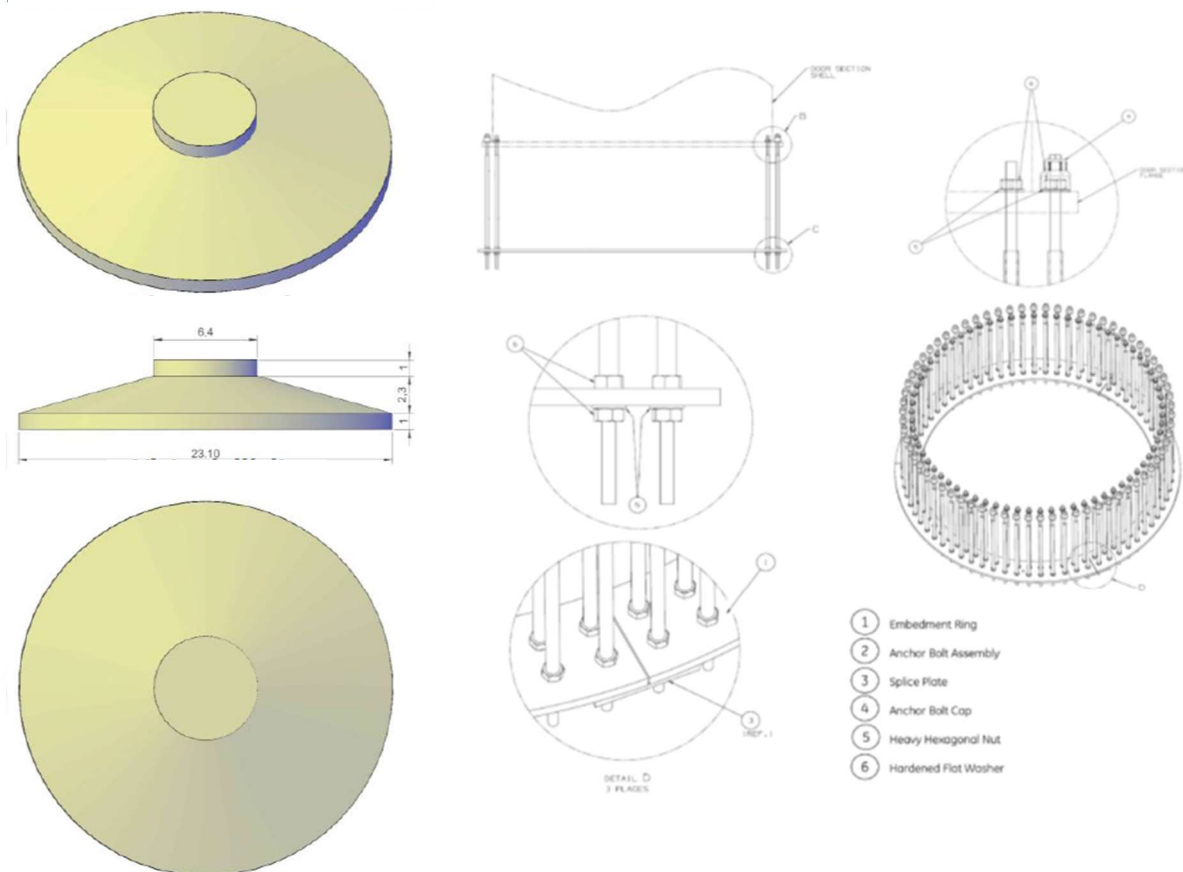 6,4
1
2,3
1
23,10
DOOR SECTION
SHELL
B
C
DOOR SECTION
FLANGE
6
4
5
6
5
1
3
(REF.)
DETAIL D
3 PLACES
D
1 Embedment Ring
2 Anchor Bolt Assembly
3 Splice Plate
4 Anchor Bolt Cap
5 Heavy Hexagonal Nut
6 Hardened Flat Washer